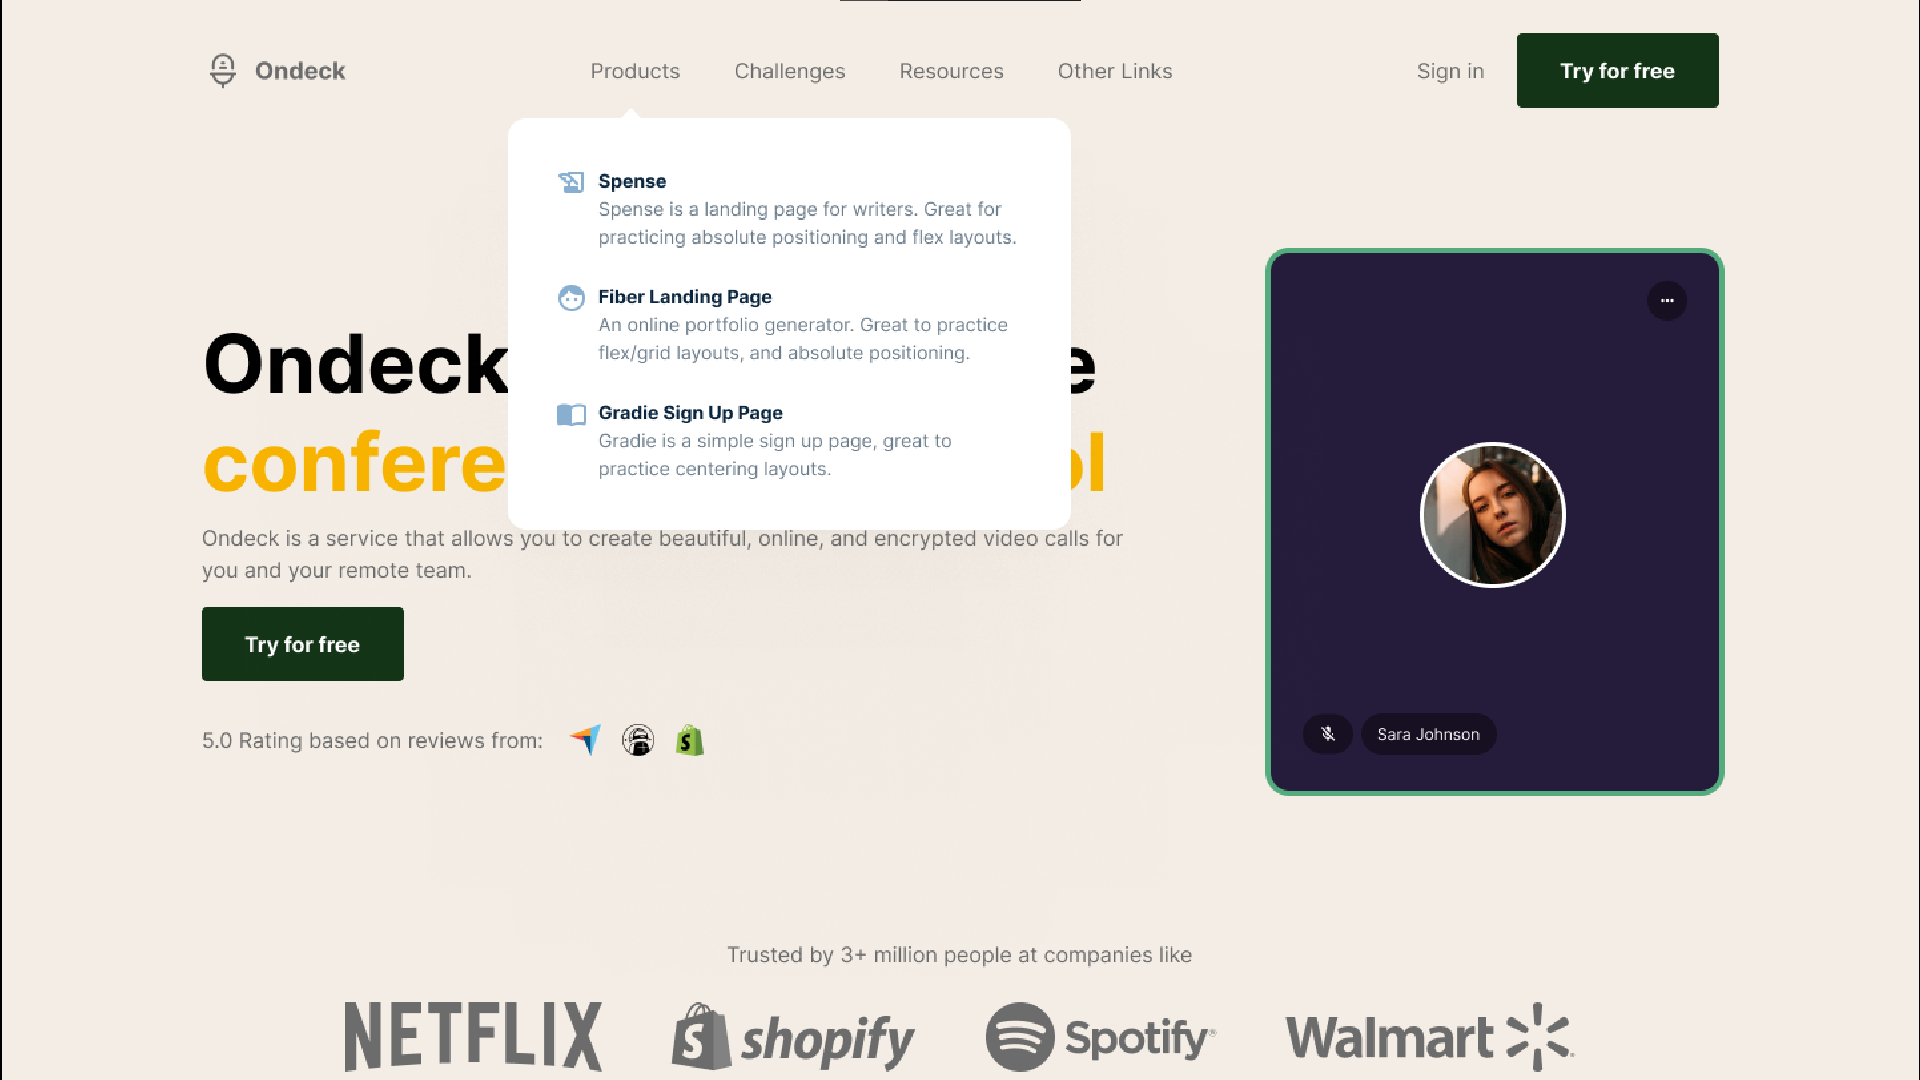 Ondeck
Products
Challenges
Resources
Other Links
Sign in
Try for free
Spense
Spense is a landing page for writers. Great for
practicing absolute positioning and flex layouts.
Fiber Landing Page
An online portfolio generator. Great to practice
flex/grid layouts, and absolute positioning.
Gradie Sign Up Page
Gradie is a simple sign up page, great to
practice centering layouts.
Ondeck
Ondeck is a service that allows you to create beautiful, online, and encrypted video calls for
you and your remote team.
Try for free
5.0 Rating based on reviews from:
Sara Johnson
Trusted by 3+ million people at companies like
NETFLIX
shopify
Spotify
Walmart